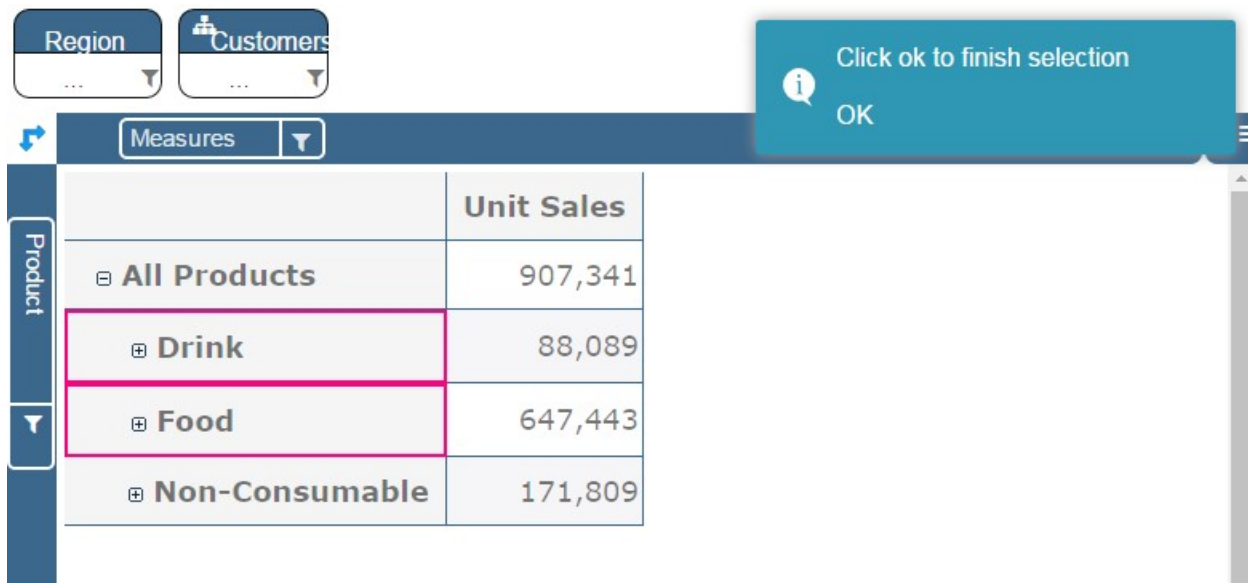 Region
Customers
...
...
Click ok to finish selection
OK
Measures
Product
Unit Sales
All Products 907,341
Drink 88,089
Food 647,443
Non-Consumable 171,809